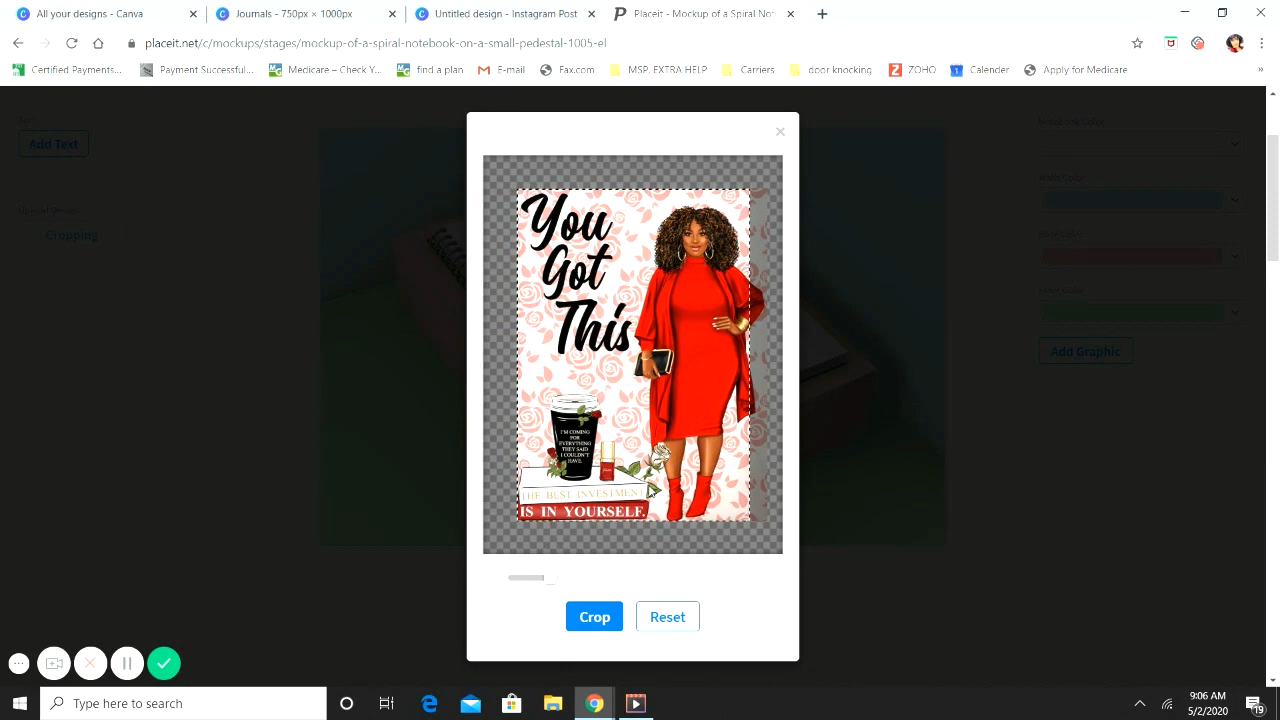 All your designs - Canva
Journals - 750px × 1000px
Untitled design - Instagram Post
Placeit - Mockup of a Spiral Not
placeit.net/c/mockups/stages/mockup-of-a-spiral-notebook-on-a-small-pedestal-1005-el
Certified Payments...
Payment Successful...
Medicare – Check Y...
find a plan
E-mail
Fax.com
MSP, EXTRA HELP
Carriers
door knocking
ZOHO
Calender
Apply for Medicare
Add Text
Cropping
Notebook Color
Add Graphic
You
Got
This
I'M COMING
FOR
EVERYTHING
THEY SAID
I COULDN'T
HAVE.
THE BEST INVESTMENT
IS IN YOURSELF.
Crop
Reset
Type here to search
9:06 AM
5/2/2020
19